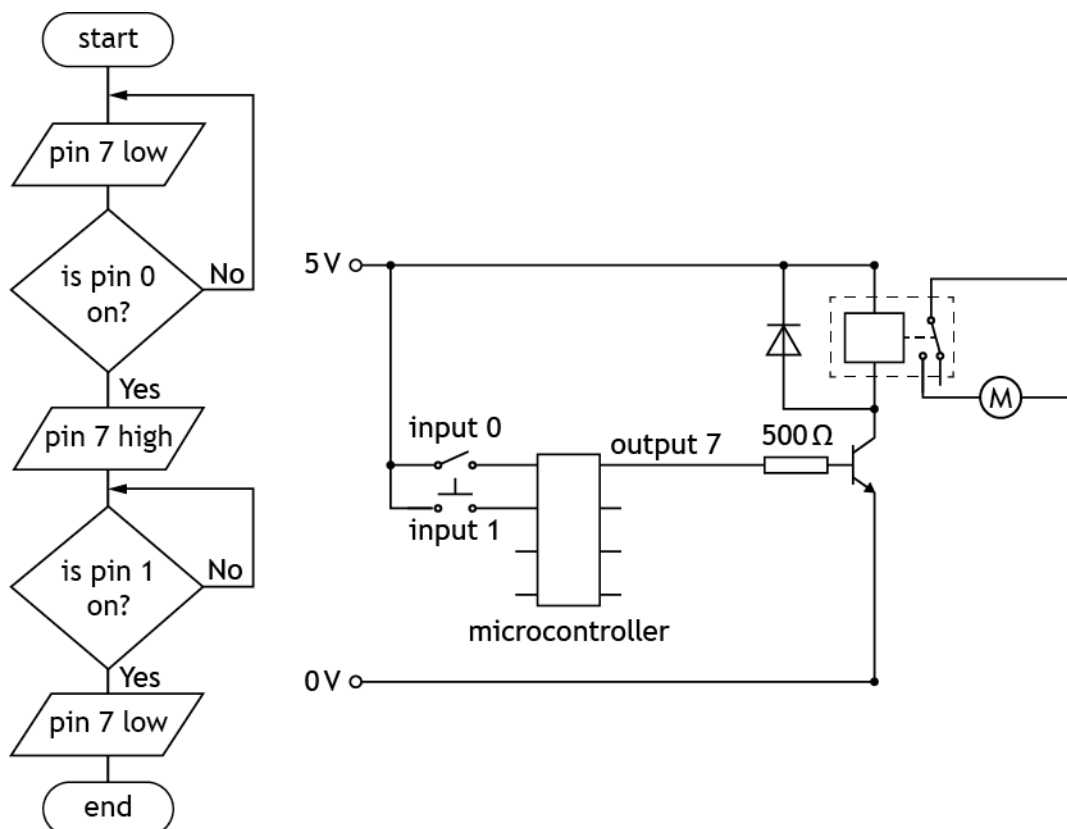 start
pin 7 low
is pin 0
on?
No
Yes
pin 7 high
is pin 1
on?
No
Yes
pin 7 low
end
5 V
input 0
input 1
output 7
500 Ω
M
microcontroller
0 V